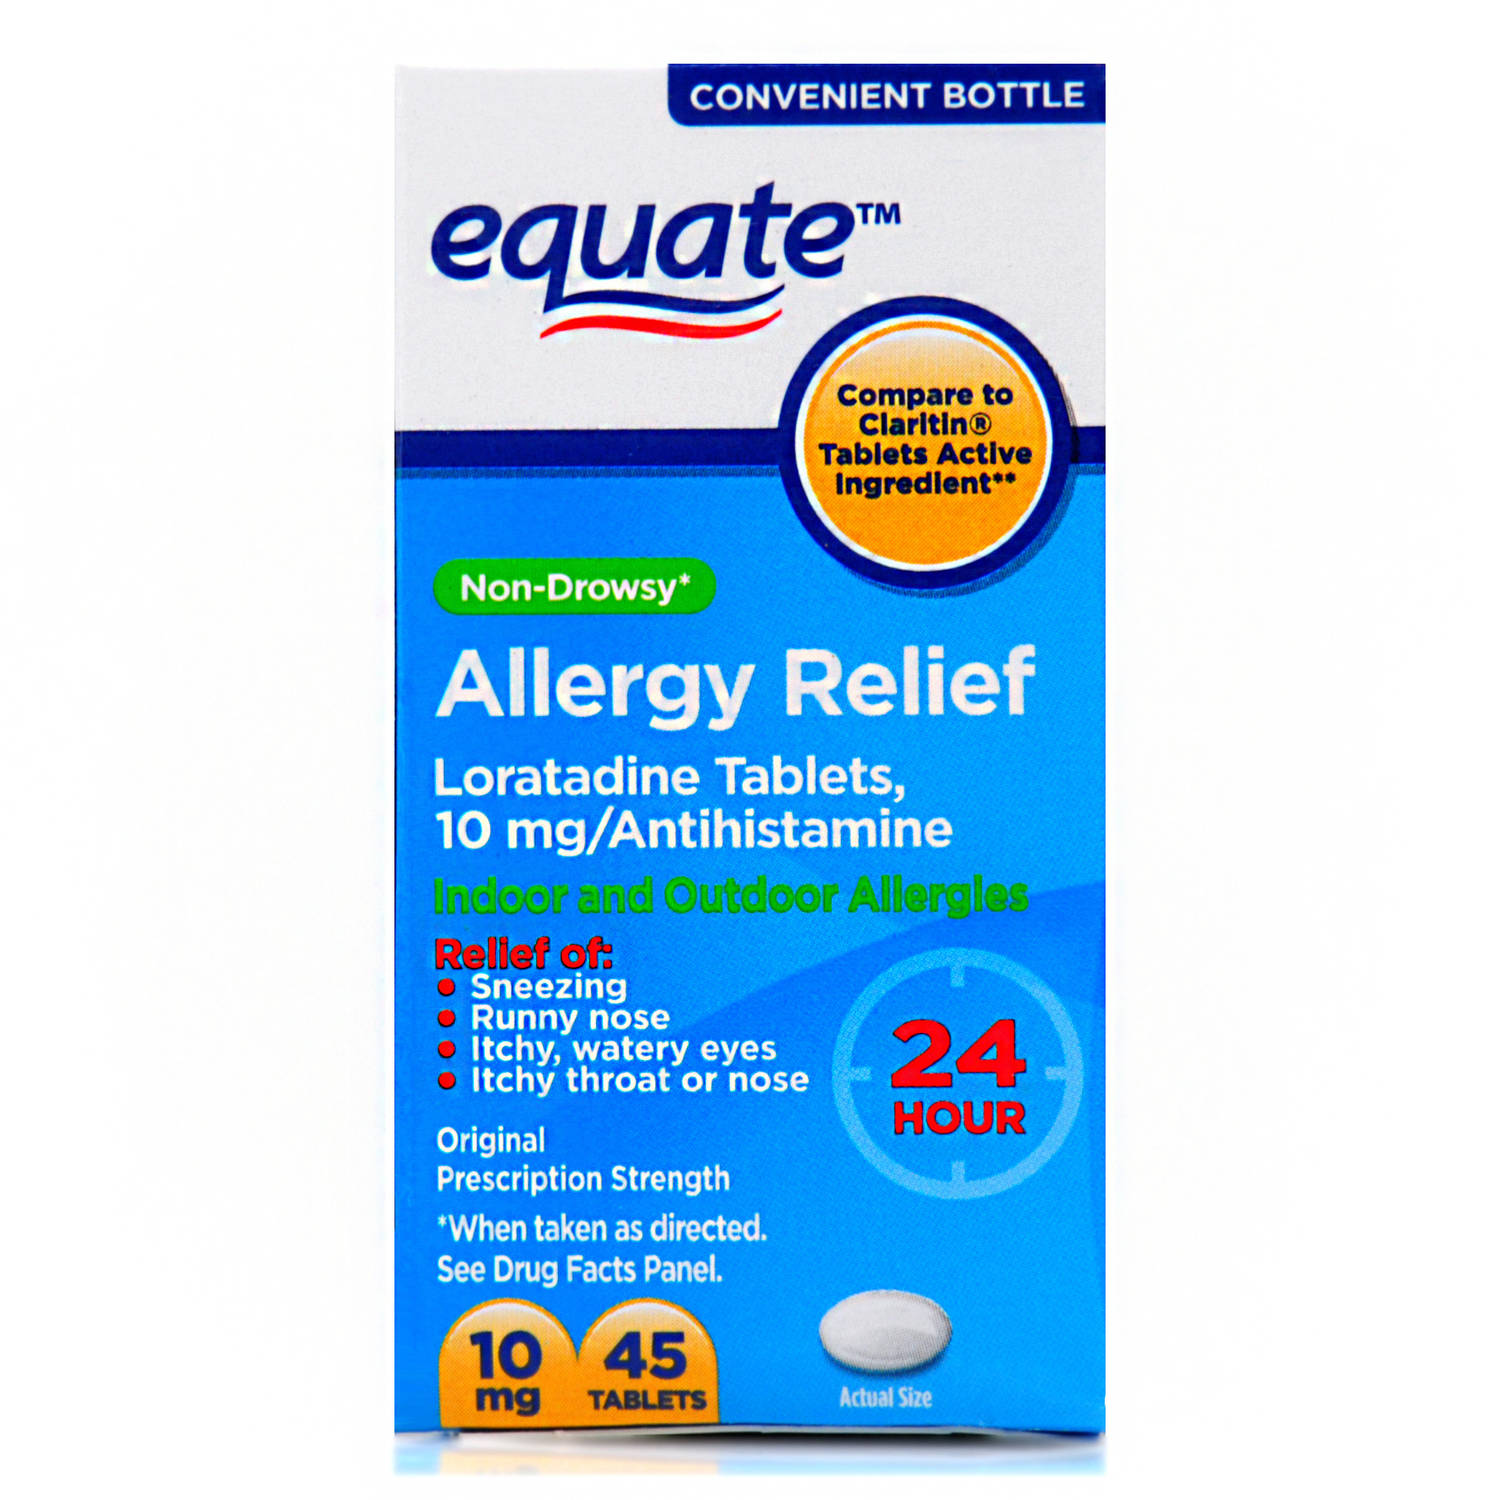 CONVENIENT BOTTLE
equate™
Compare to
Claritin®
Tablets Active
Ingredient**
Non-Drowsy*
Allergy Relief
Loratadine Tablets,
10 mg/Antihistamine
Indoor and Outdoor Allergies
Relief of:
• Sneezing
• Runny nose
• Itchy, watery eyes
• Itchy throat or nose
24
HOUR
Original
Prescription Strength
*When taken as directed.
See Drug Facts Panel.
10
mg
45
TABLETS
Actual Size